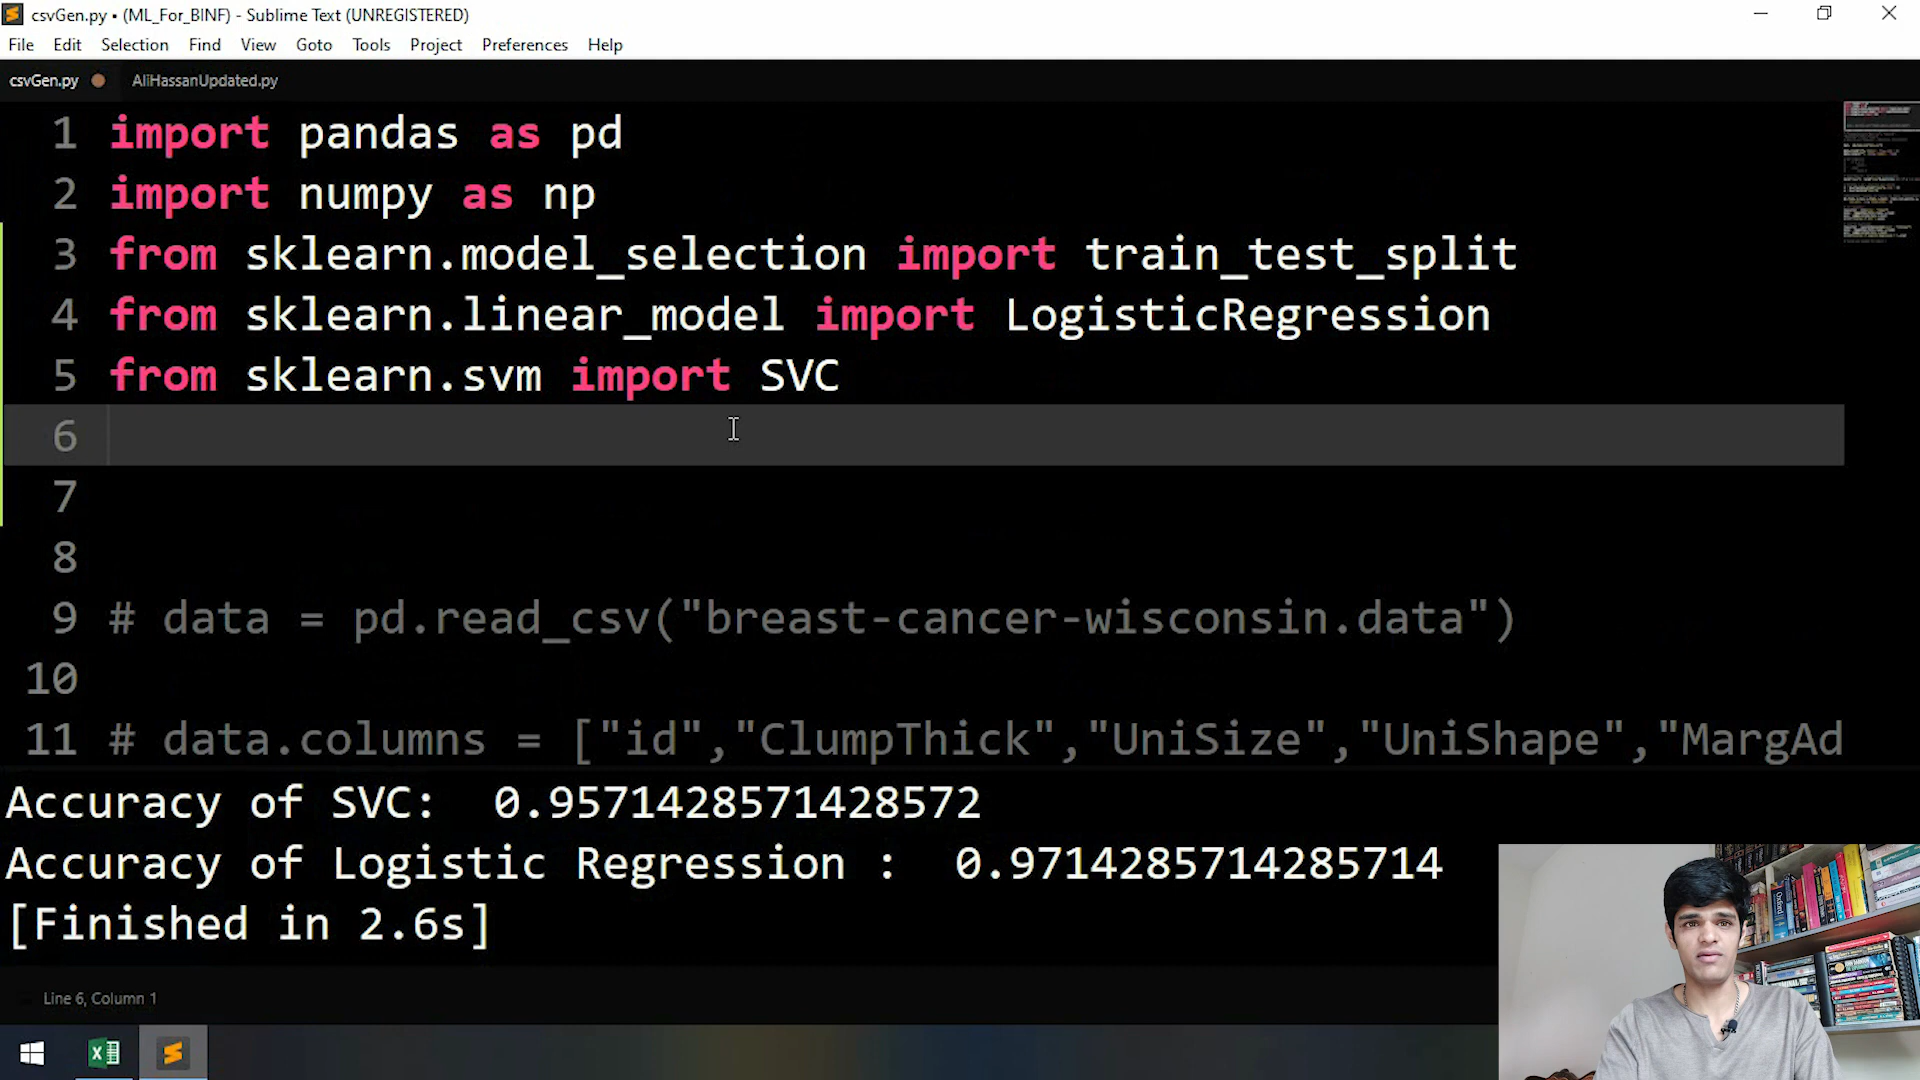 csvGen.py • (ML_For_BINF) - Sublime Text (UNREGISTERED)
File Edit Selection Find View Goto Tools Project Preferences Help
csvGen.py AliHassanUpdated.py
1 import pandas as pd
2 import numpy as np
3 from sklearn.model_selection import train_test_split
4 from sklearn.linear_model import LogisticRegression
5 from sklearn.svm import SVC
6
7
8
9 # data = pd.read_csv("breast-cancer-wisconsin.data")
10
11 # data.columns = ["id","ClumpThick","UniSize","UniShape","MargAd
Accuracy of SVC: 0.9571428571428572
Accuracy of Logistic Regression : 0.9714285714285714
[Finished in 2.6s]
Line 6, Column 1